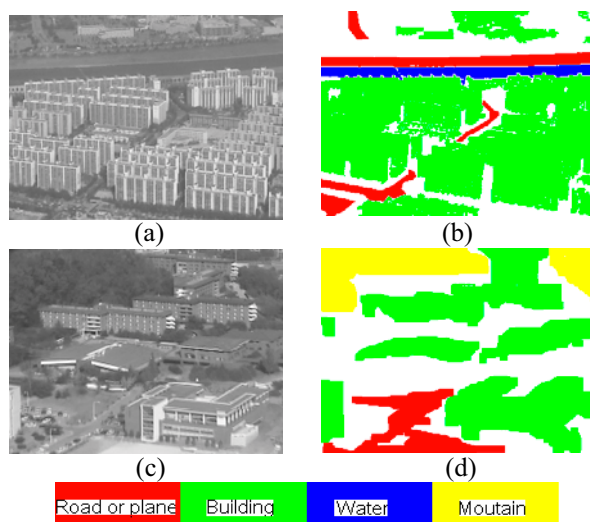 (a)
(b)
(c)
(d)
Road or plane
Building
Water
Moutain